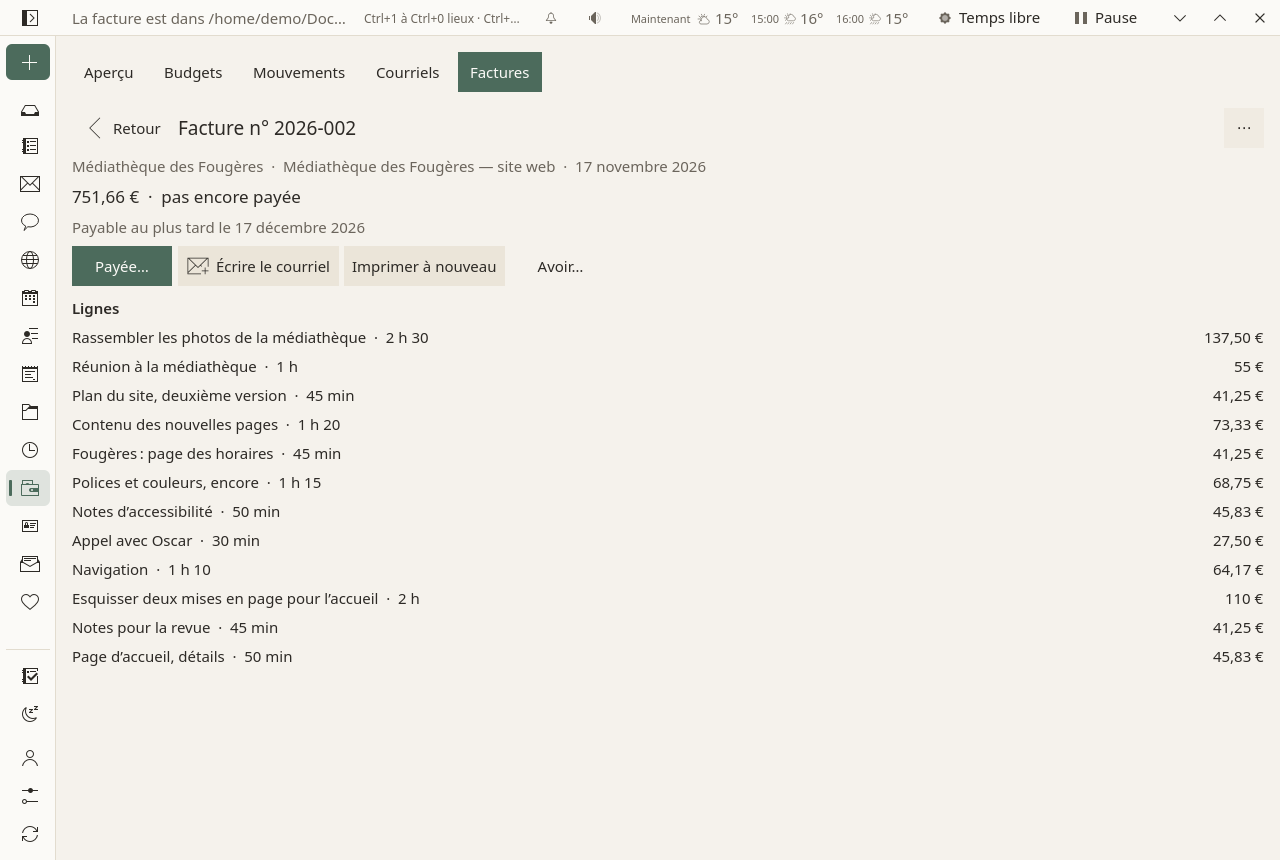 La facture est dans /home/demo/Doc… Ctrl+1 à Ctrl+0 lieux · Ctrl+… Maintenant 15° 15:00 16° 16:00 15° Temps libre Pause
Aperçu Budgets Mouvements Courriels Factures
Retour Facture n° 2026-002 …
Médiathèque des Fougères · Médiathèque des Fougères — site web · 17 novembre 2026
751,66 € · pas encore payée
Payable au plus tard le 17 décembre 2026
Payée… Écrire le courriel Imprimer à nouveau Avoir…
Lignes
Rassembler les photos de la médiathèque · 2 h 30 137,50 €
Réunion à la médiathèque · 1 h 55 €
Plan du site, deuxième version · 45 min 41,25 €
Contenu des nouvelles pages · 1 h 20 73,33 €
Fougères : page des horaires · 45 min 41,25 €
Polices et couleurs, encore · 1 h 15 68,75 €
Notes d’accessibilité · 50 min 45,83 €
Appel avec Oscar · 30 min 27,50 €
Navigation · 1 h 10 64,17 €
Esquisser deux mises en page pour l’accueil · 2 h 110 €
Notes pour la revue · 45 min 41,25 €
Page d’accueil, détails · 50 min 45,83 €